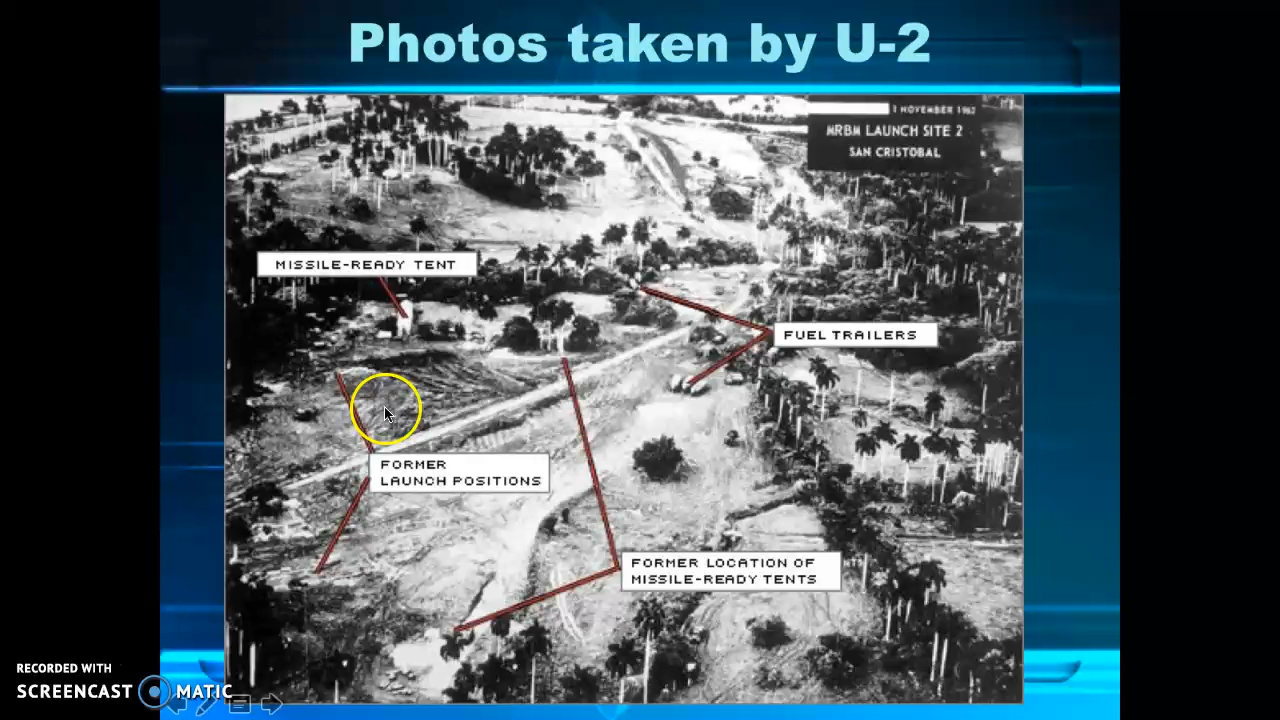 Photos taken by U-2
1 NOVEMBER 1962
MRBM LAUNCH SITE 2
SAN CRISTOBAL
MISSILE-READY TENT
FUEL TRAILERS
FORMER
LAUNCH POSITIONS
FORMER LOCATION OF
MISSILE-READY TENTS
RECORDED WITH
SCREENCAST MATIC